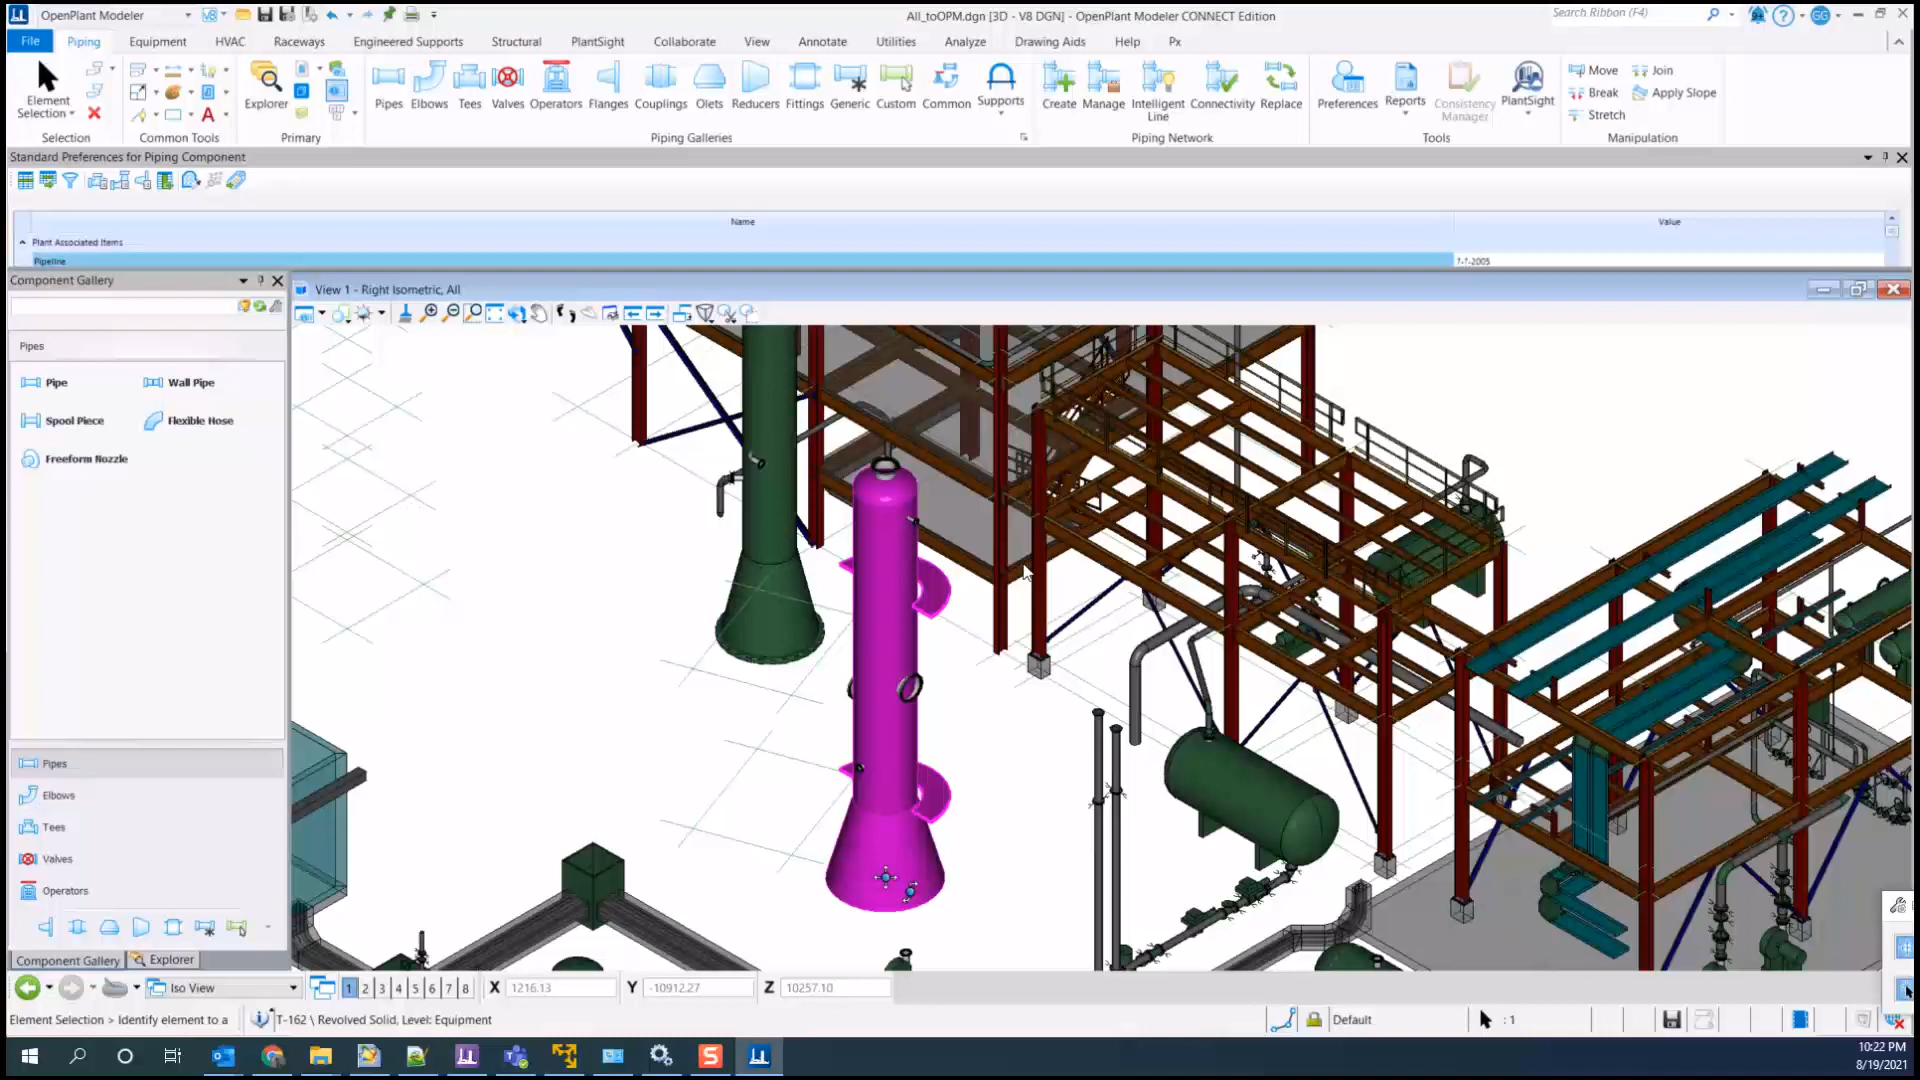 OpenPlant Modeler
All_toOPM.dgn [3D - V8 DGN] - OpenPlant Modeler CONNECT Edition
Search Ribbon (F4)
GG
File Piping Equipment HVAC Raceways Engineered Supports Structural PlantSight Collaborate View Annotate Utilities Analyze Drawing Aids Help Px
Element Selection
Explorer
Pipes Elbows Tees Valves Operators Flanges Couplings Olets Reducers Fittings Generic Custom Common Supports
Create Manage Intelligent Line Connectivity Replace
Preferences Reports Consistency Manager PlantSight
Move Join
Break Apply Slope
Stretch
Selection Common Tools Primary Piping Galleries Piping Network Tools Manipulation
Standard Preferences for Piping Component
Name Value
Plant Associated Items
Pipeline ?-?-2005
Component Gallery
View 1 - Right Isometric, All
Pipes
Pipe Wall Pipe
Spool Piece Flexible Hose
Freeform Nozzle
Pipes
Elbows
Tees
Valves
Operators
Component Gallery Explorer
Iso View 1 2 3 4 5 6 7 8 X 1216.13 Y -10912.27 Z 10257.10
Element Selection > Identify element to a T-162 \ Revolved Solid, Level: Equipment Default : 1
10:22 PM
8/19/2021